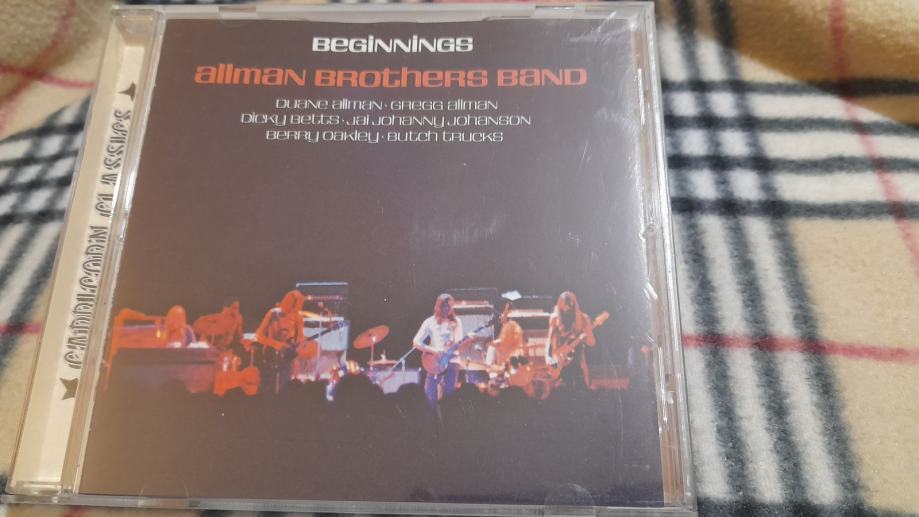 BEGINNINGS
ALLMAN BROTHERS BAND
DUANE ALLMAN · GREGG ALLMAN
DICKY BETTS · JAI JOHANNY JOHANSON
BERRY OAKLEY · BUTCH TRUCKS